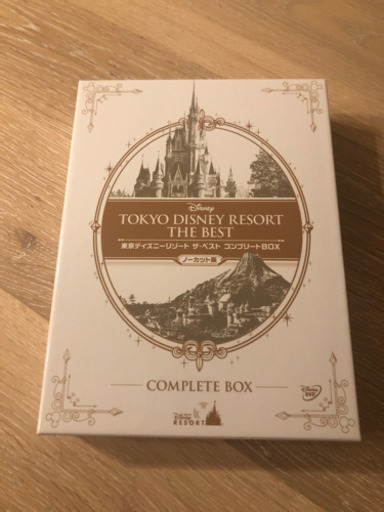 Disney
TOKYO DISNEY RESORT
THE BEST
東京ディズニーリゾート ザ・ベスト コンプリートBOX
ノーカット版
COMPLETE BOX
Disney DVD
RESORT